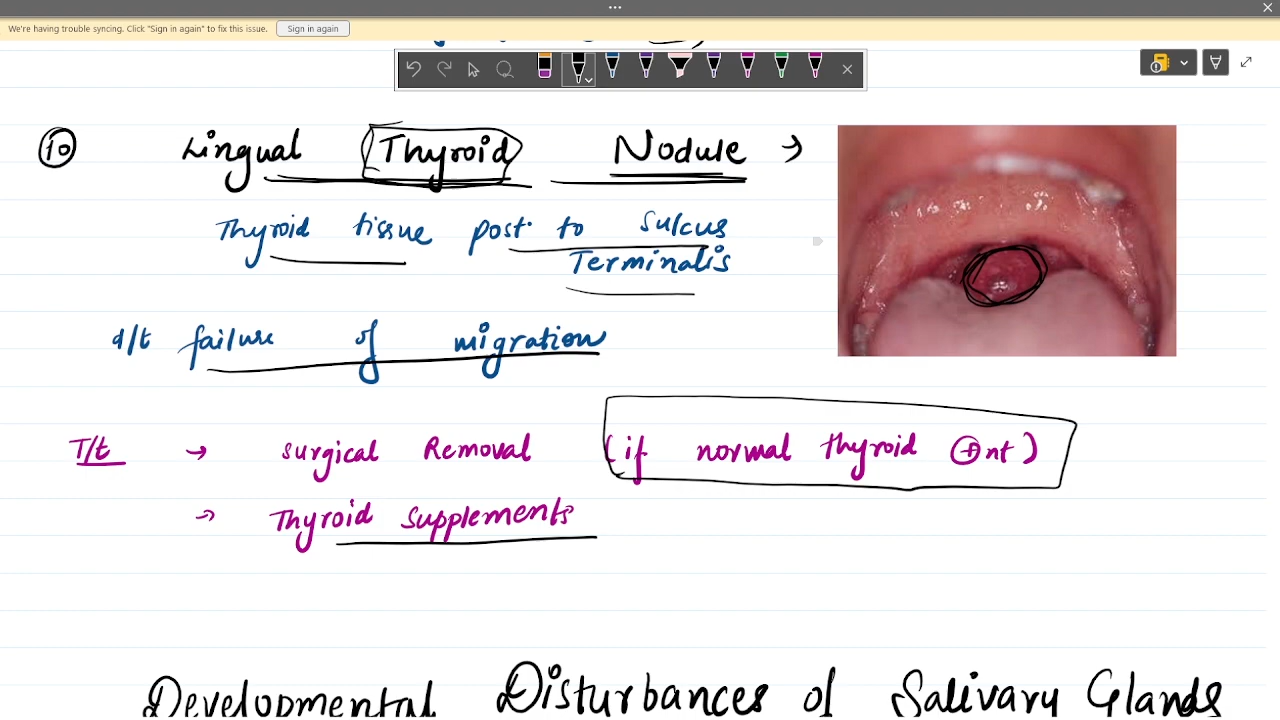 We're having trouble syncing. Click "Sign in again" to fix this issue. Sign in again
10 Lingual Thyroid Nodule →
Thyroid tissue post. to Sulcus
Terminalis
d/t failure of migration
T/t → surgical Removal (if normal thyroid ⊕nt)
→ Thyroid supplements
Developmental Disturbances of Salivary Glands